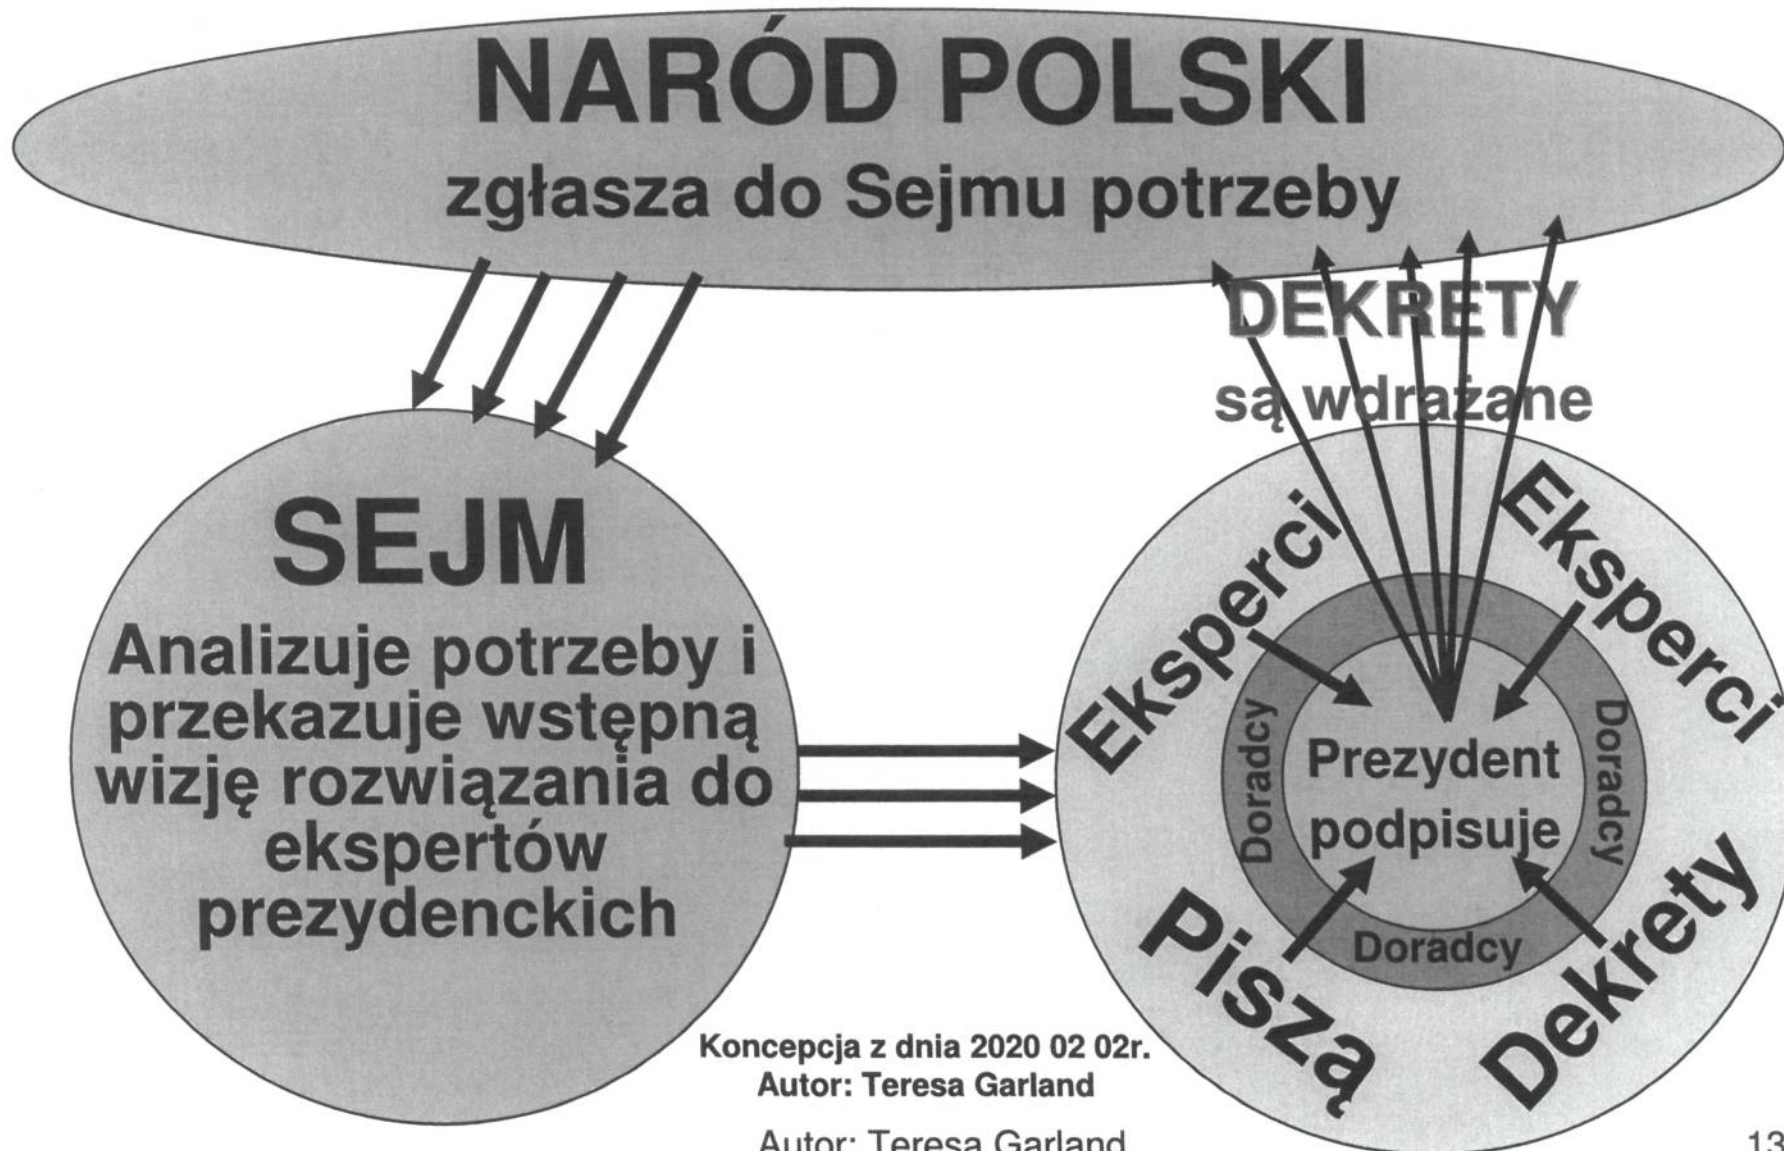 NARÓD POLSKI
zgłasza do Sejmu potrzeby
DEKRETY
są wdrażane
SEJM
Analizuje potrzeby i
przekazuje wstępną
wizję rozwiązania do
ekspertów
prezydenckich
Eksperci
Eksperci
Doradcy
Doradcy
Prezydent
podpisuje
Doradcy
Piszą
Dekrety
Koncepcja z dnia 2020 02 02r.
Autor: Teresa Garland
Autor: Teresa Garland
13